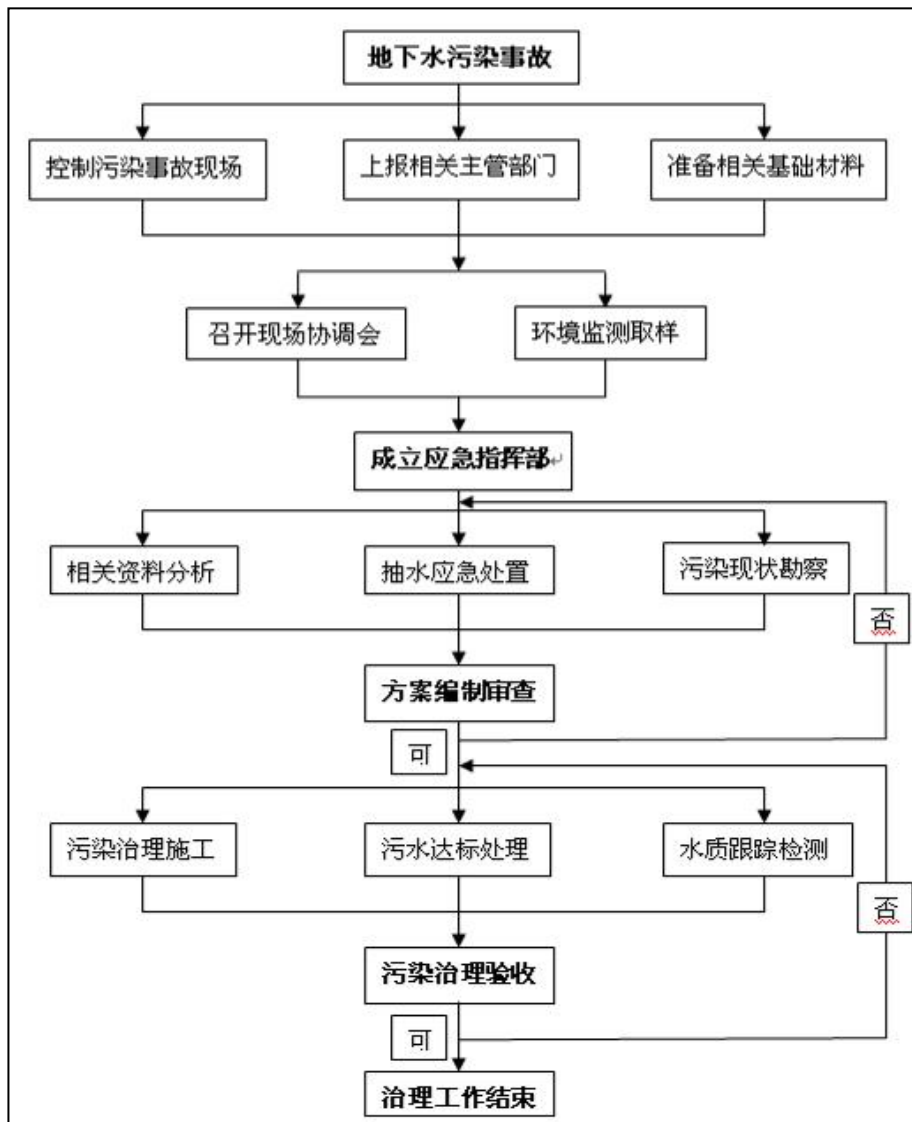 地下水污染事故
控制污染事故现场
上报相关主管部门
准备相关基础材料
召开现场协调会
环境监测取样
成立应急指挥部
相关资料分析
抽水应急处置
污染现状勘察
否
方案编制审查
可
污染治理施工
污水达标处理
水质跟踪检测
否
污染治理验收
可
治理工作结束